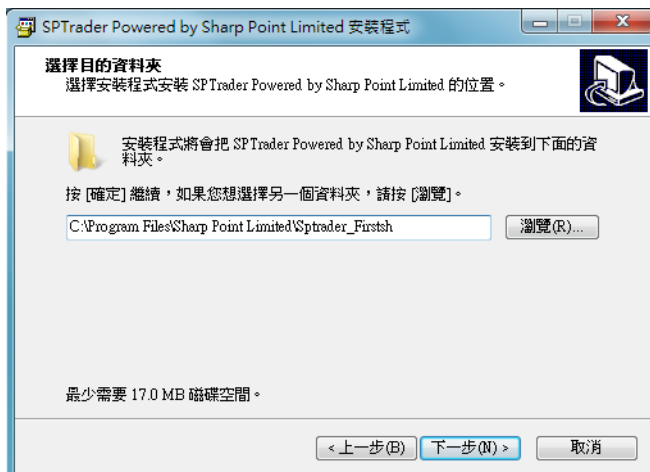 SPTrader Powered by Sharp Point Limited 安裝程式
選擇目的資料夾
選擇安裝程式安裝 SPTrader Powered by Sharp Point Limited 的位置。
安裝程式將會把 SPTrader Powered by Sharp Point Limited 安裝到下面的資
料夾。
按 [確定] 繼續，如果您想選擇另一個資料夾，請按 [瀏覽]。
C:\Program Files\Sharp Point Limited\Sptrader_Firstsh
瀏覽(R)...
最少需要 17.0 MB 磁碟空間。
<上一步(B)
下一步(N) >
取消